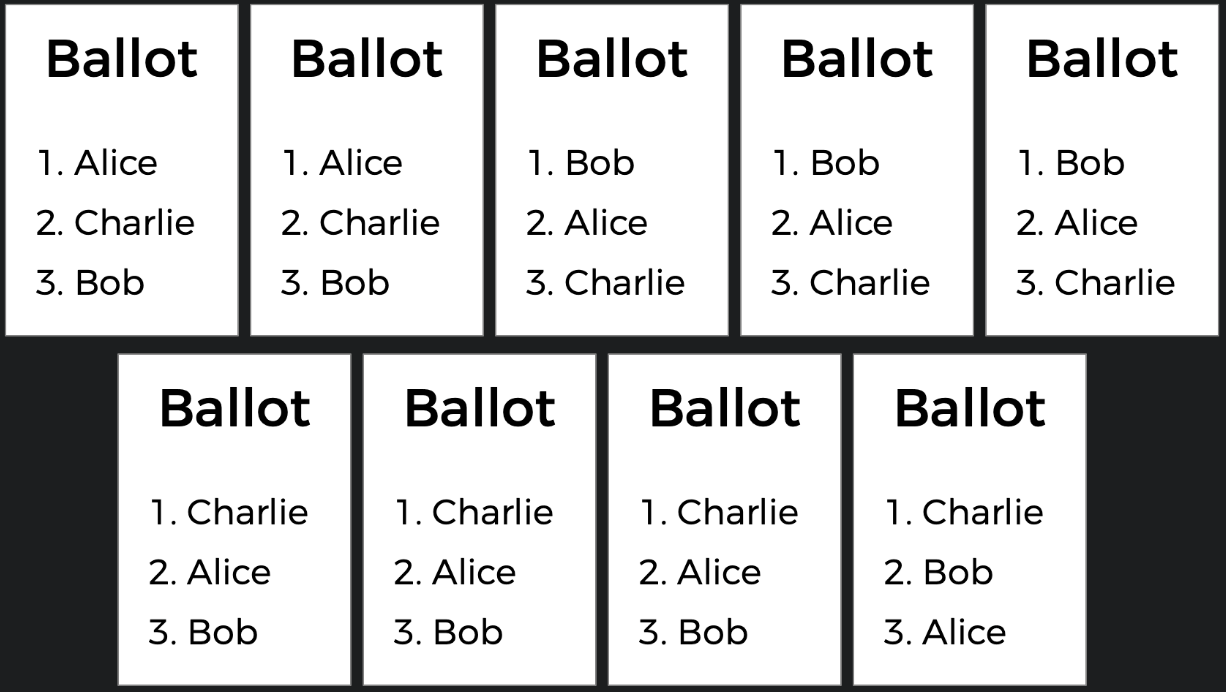 Ballot
1. Alice
2. Charlie
3. Bob
Ballot
1. Alice
2. Charlie
3. Bob
Ballot
1. Bob
2. Alice
3. Charlie
Ballot
1. Bob
2. Alice
3. Charlie
Ballot
1. Bob
2. Alice
3. Charlie
Ballot
1. Charlie
2. Alice
3. Bob
Ballot
1. Charlie
2. Alice
3. Bob
Ballot
1. Charlie
2. Alice
3. Bob
Ballot
1. Charlie
2. Bob
3. Alice